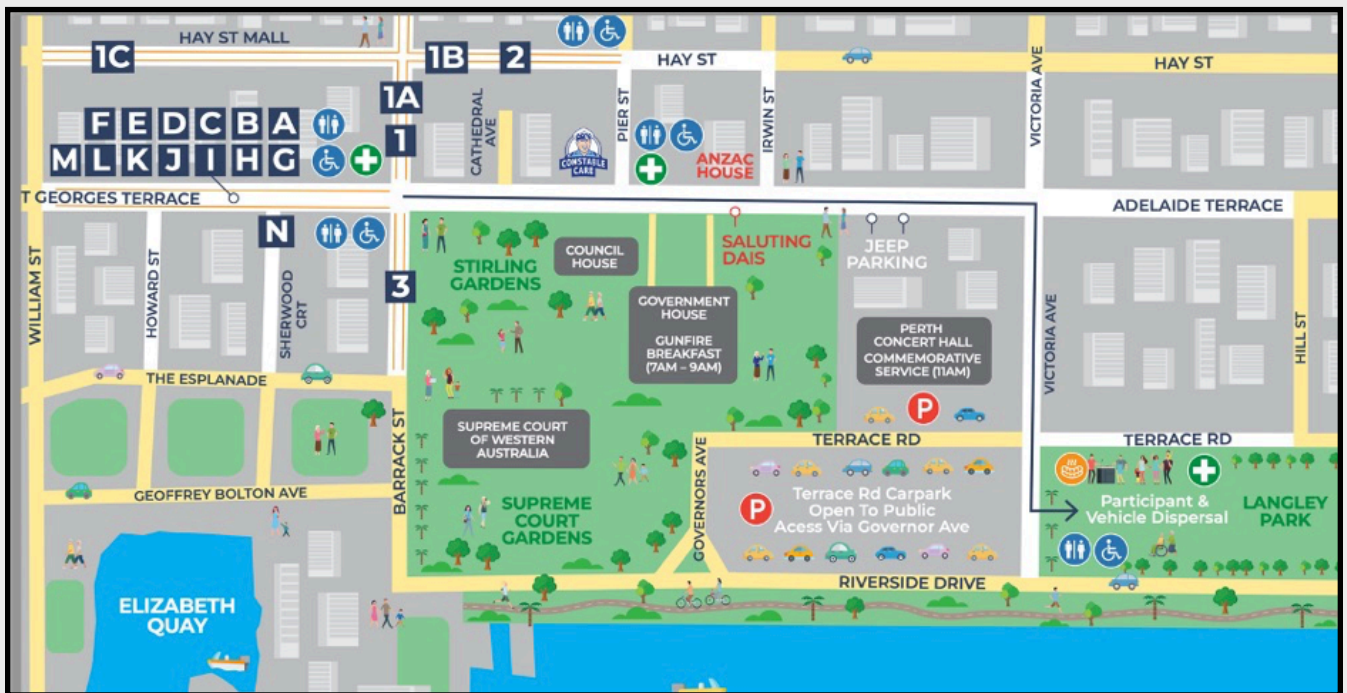 HAY ST MALL
1C
1B
2
HAY ST
HAY ST
VICTORIA AVE
1A
F E D C B A
M L K J I H G
1
CATHEDRAL
AVE
CONSTABLE
CARE
PIER ST
IRWIN ST
ANZAC
HOUSE
T GEORGES TERRACE
ADELAIDE TERRACE
WILLIAM ST
HOWARD ST
N
SHERWOOD
CRT
3
STIRLING
GARDENS
COUNCIL
HOUSE
SALUTING
DAIS
JEEP
PARKING
GOVERNMENT
HOUSE
GUNFIRE
BREAKFAST
(7AM – 9AM)
PERTH
CONCERT HALL
COMMEMORATIVE
SERVICE (11AM)
P
VICTORIA AVE
HILL ST
THE ESPLANADE
BARRACK ST
SUPREME COURT
OF WESTERN
AUSTRALIA
TERRACE RD
TERRACE RD
GEOFFREY BOLTON AVE
SUPREME
COURT
GARDENS
GOVERNORS AVE
P
Terrace Rd Carpark
Open To Public
Acess Via Governor Ave
Participant &
Vehicle Dispersal
LANGLEY
PARK
RIVERSIDE DRIVE
ELIZABETH
QUAY